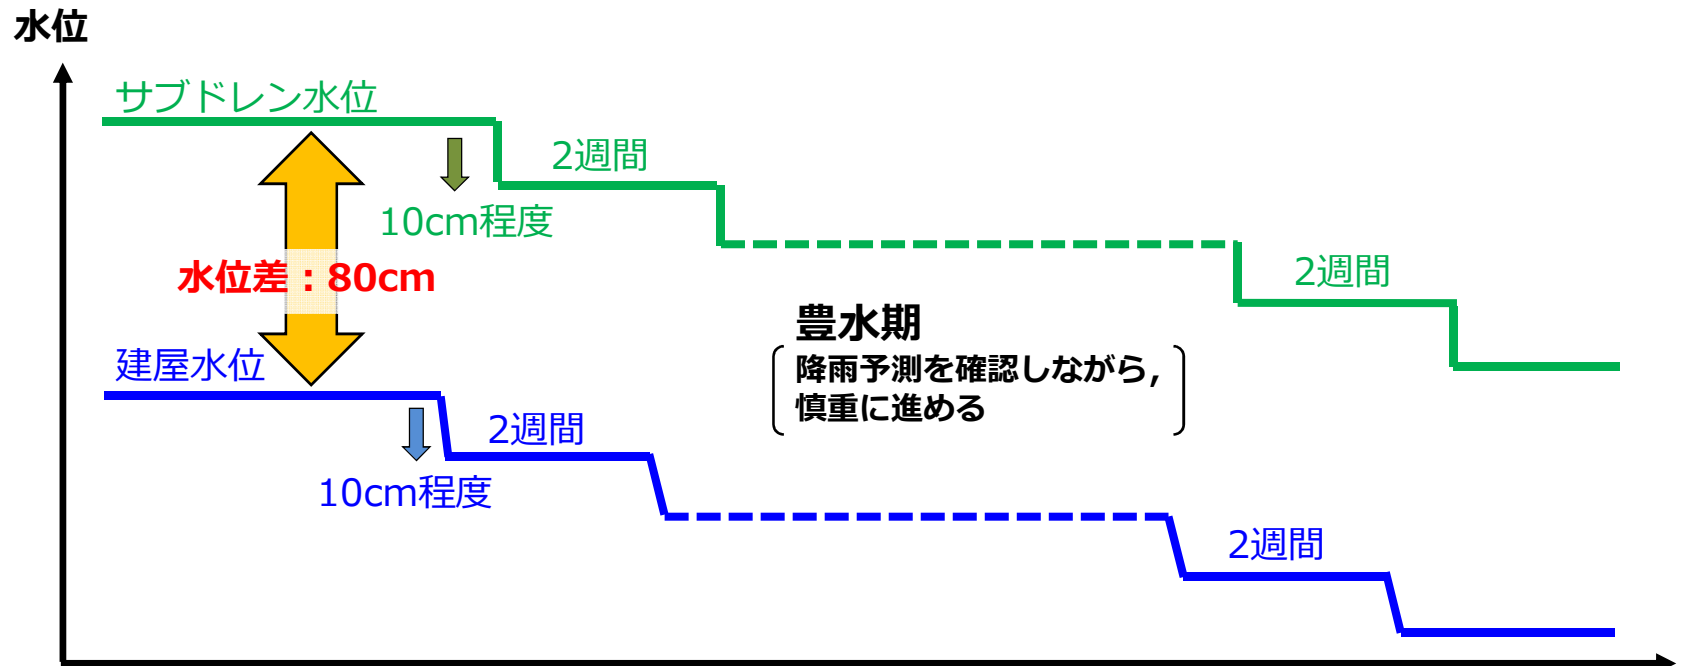 水位
サブドレン水位
2週間
10cm程度
2週間
水位差：80cm
豊水期
降雨予測を確認しながら，
慎重に進める
建屋水位
2週間
10cm程度
2週間